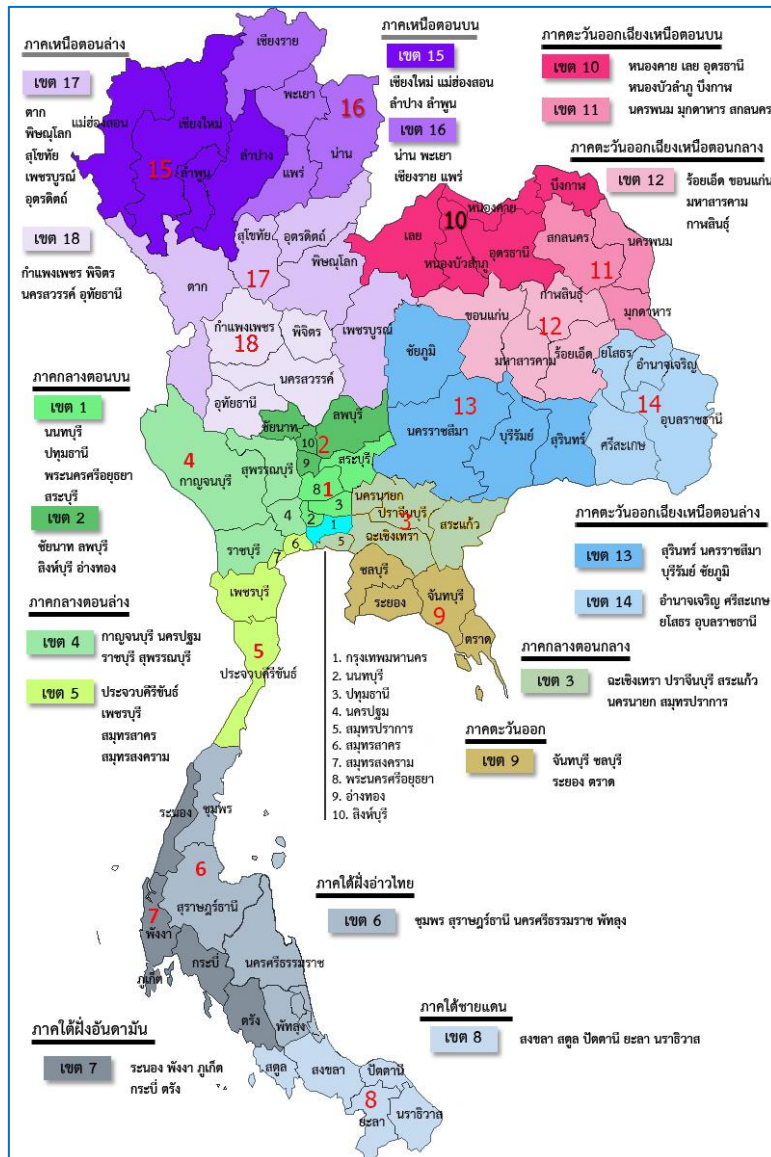 ภาคเหนือตอนล่าง
เขต 17
ตาก
พิษณุโลก
สุโขทัย
เพชรบูรณ์
อุตรดิตถ์
เขต 18
กำแพงเพชร พิจิตร
นครสวรรค์ อุทัยธานี
ภาคเหนือตอนบน
เขต 15
เชียงใหม่ แม่ฮ่องสอน
ลำปาง ลำพูน
เขต 16
น่าน พะเยา
เชียงราย แพร่
ภาคตะวันออกเฉียงเหนือตอนบน
เขต 10
หนองคาย เลย อุดรธานี
หนองบัวลำภู บึงกาฬ
เขต 11
นครพนม มุกดาหาร สกลนคร
ภาคตะวันออกเฉียงเหนือตอนกลาง
เขต 12
ร้อยเอ็ด ขอนแก่น
มหาสารคาม
กาฬสินธุ์
เชียงราย
พะเยา
16
แม่ฮ่องสอน
เชียงใหม่
น่าน
ลำปาง
15
ลำพูน
แพร่
บึงกาฬ
หนองคาย
10
เลย
สกลนคร
นครพนม
หนองบัวลำภู
อุดรธานี
11
สุโขทัย
อุตรดิตถ์
พิษณุโลก
17
ตาก
มุกดาหาร
กาฬสินธุ์
ขอนแก่น
12
มหาสารคาม
ร้อยเอ็ด
ยโสธร
อำนาจเจริญ
กำแพงเพชร
18
พิจิตร
เพชรบูรณ์
ชัยภูมิ
นครสวรรค์
อุทัยธานี
13
14
อุบลราชธานี
นครราชสีมา
บุรีรัมย์
สุรินทร์
ศรีสะเกษ
ชัยนาท
ลพบุรี
10
2
9
สระบุรี
4
กาญจนบุรี
สุพรรณบุรี
8
1
3
นครนายก
ปราจีนบุรี
3
สระแก้ว
4
2
1
ฉะเชิงเทรา
5
6
7
ราชบุรี
เพชรบุรี
ชลบุรี
ระยอง
จันทบุรี
9
ตราด
5
ประจวบคีรีขันธ์
ภาคกลางตอนบน
เขต 1
นนทบุรี
ปทุมธานี
พระนครศรีอยุธยา
สระบุรี
เขต 2
ชัยนาท ลพบุรี
สิงห์บุรี อ่างทอง
ภาคกลางตอนล่าง
เขต 4
กาญจนบุรี นครปฐม
ราชบุรี สุพรรณบุรี
เขต 5
ประจวบคีรีขันธ์
เพชรบุรี
สมุทรสาคร
สมุทรสงคราม
ภาคตะวันออกเฉียงเหนือตอนล่าง
เขต 13
สุรินทร์ นครราชสีมา
บุรีรัมย์ ชัยภูมิ
เขต 14
อำนาจเจริญ ศรีสะเกษ
ยโสธร อุบลราชธานี
ภาคกลางตอนกลาง
เขต 3
ฉะเชิงเทรา ปราจีนบุรี สระแก้ว
นครนายก สมุทรปราการ
ภาคตะวันออก
เขต 9
จันทบุรี ชลบุรี
ระยอง ตราด
1. กรุงเทพมหานคร
2. นนทบุรี
3. ปทุมธานี
4. นครปฐม
5. สมุทรปราการ
6. สมุทรสาคร
7. สมุทรสงคราม
8. พระนครศรีอยุธยา
9. อ่างทอง
10. สิงห์บุรี
ระนอง
ชุมพร
6
สุราษฎร์ธานี
7
พังงา
กระบี่
นครศรีธรรมราช
ภูเก็ต
ตรัง
พัทลุง
สตูล
สงขลา
ปัตตานี
8
ยะลา
นราธิวาส
ภาคใต้ฝั่งอ่าวไทย
เขต 6
ชุมพร สุราษฎร์ธานี นครศรีธรรมราช พัทลุง
ภาคใต้ชายแดน
เขต 8
สงขลา สตูล ปัตตานี ยะลา นราธิวาส
ภาคใต้ฝั่งอันดามัน
เขต 7
ระนอง พังงา ภูเก็ต
กระบี่ ตรัง